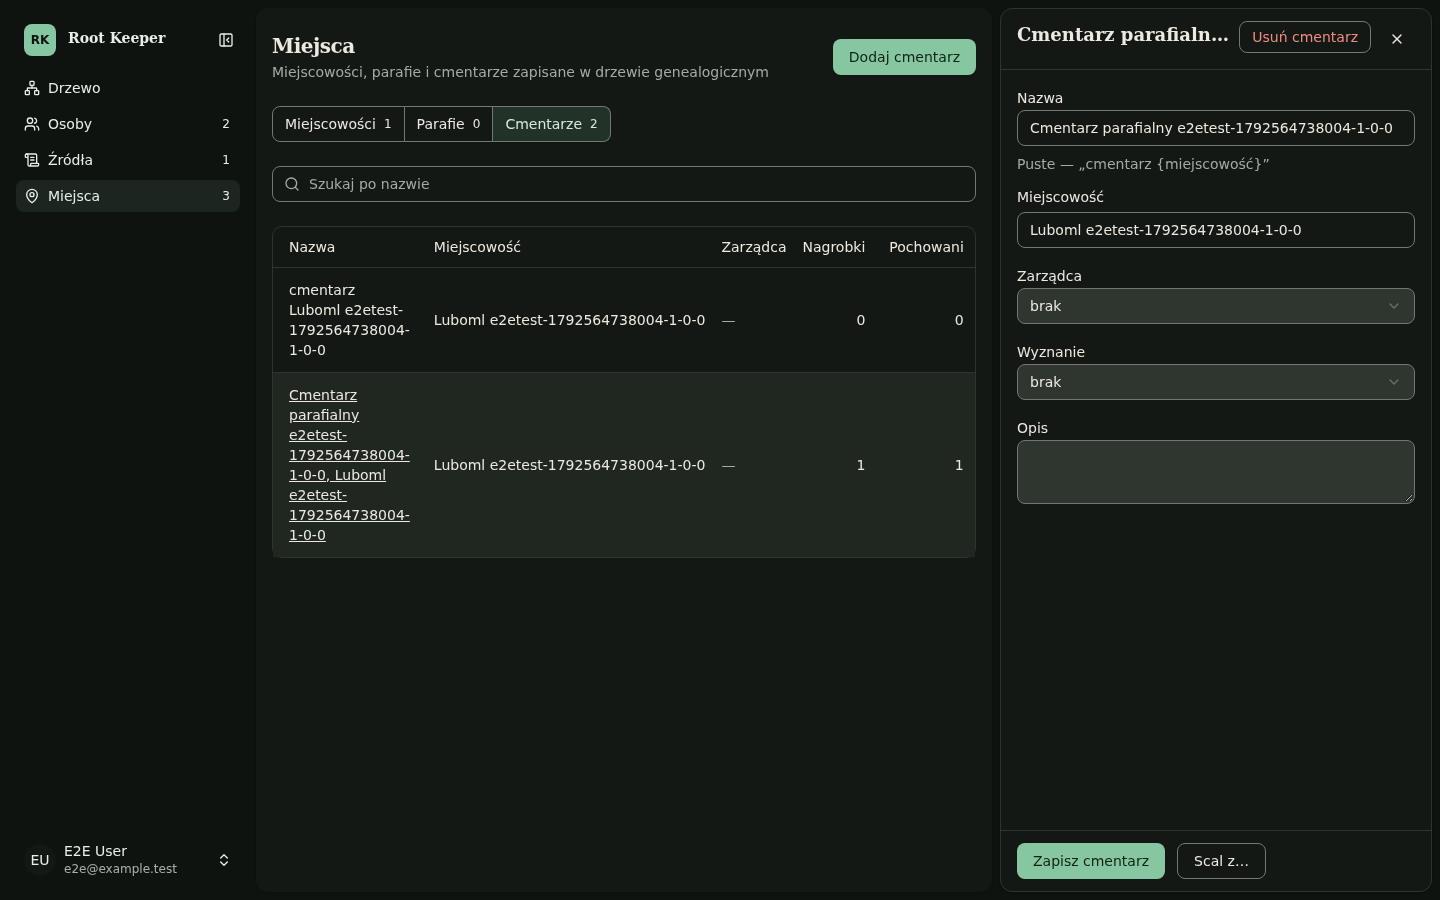 RK
Root Keeper
Drzewo
Osoby 2
Źródła 1
Miejsca 3
EU
E2E User
e2e@example.test
Miejsca
Miejscowości, parafie i cmentarze zapisane w drzewie genealogicznym
Dodaj cmentarz
Miejscowości 1 Parafie 0 Cmentarze 2
Szukaj po nazwie
Nazwa Miejscowość Zarządca Nagrobki Pochowani
cmentarz
Luboml e2etest-
1792564738004-
1-0-0
Luboml e2etest-1792564738004-1-0-0 — 0 0
Cmentarz
parafialny
e2etest-
1792564738004-
1-0-0, Luboml
e2etest-
1792564738004-
1-0-0
Luboml e2etest-1792564738004-1-0-0 — 1 1
Cmentarz parafialn…
Usuń cmentarz
Nazwa
Cmentarz parafialny e2etest-1792564738004-1-0-0
Puste — „cmentarz {miejscowość}”
Miejscowość
Luboml e2etest-1792564738004-1-0-0
Zarządca
brak
Wyznanie
brak
Opis
Zapisz cmentarz
Scal z…